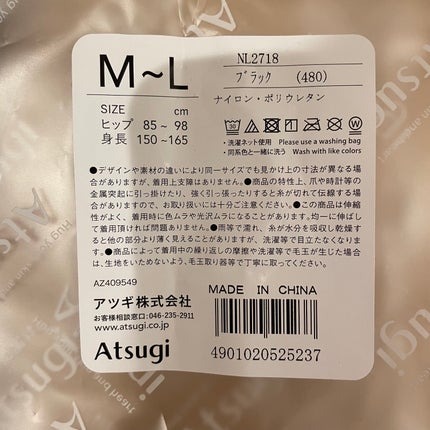 M～L
NL2718
ブラック (480)
ナイロン・ポリウレタン
SIZE cm
ヒップ 85～98
身長 150～165
・洗濯ネット使用 Please use a washing bag
・同系色と一緒に洗う Wash with like colors
●デザインや素材の違いにより同一サイズでも見かけ上の寸法が異なる場
合がありますが、着用上支障はありません。●商品の特性上、爪や時計等の
金属突起に引っ掛けたり、強く引っ張ったりすると糸が切れて伝線する場
合がありますので、お取り扱いには十分ご注意ください。●この商品は伸縮
性がよく、着用時に色ムラや光沢ムラになることがあります。均一に伸ばし
て着用頂ければ問題ありません。●雨等で濡れ、糸が水分を吸収し乾燥す
ると他の部分より薄く見えることがありますが、洗濯等で目立たなくなりま
す。●商品によって着用中の繰り返しの摩擦や洗濯等で毛玉が生じた場合
は、生地をいためないよう、毛玉取り器等で丁寧に取ってください。
AZ409549
アツギ株式会社
お客様相談窓口:046-235-2911
www.atsugi.co.jp
Atsugi
MADE IN CHINA
4901020525237
Atsugi